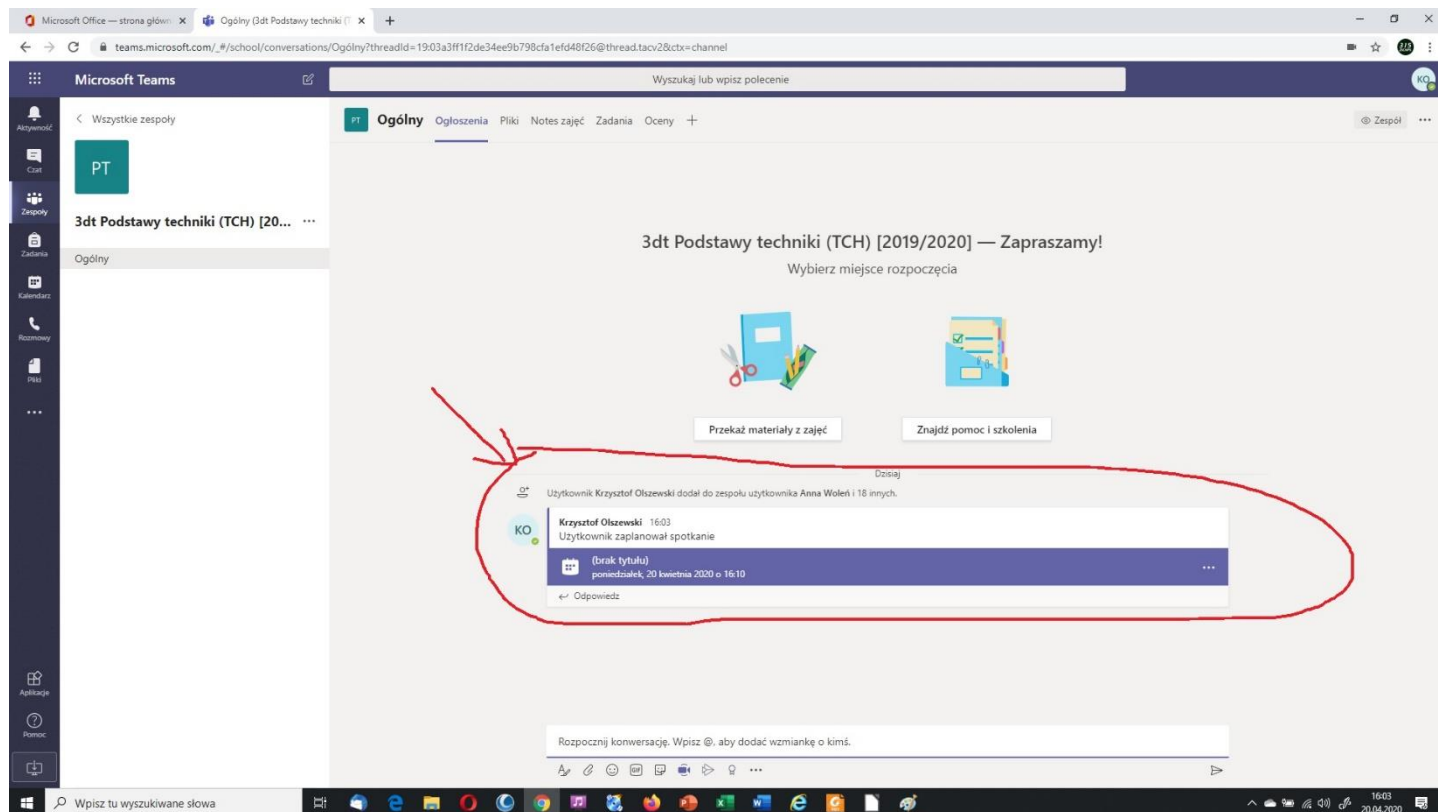 Microsoft Office — strona główn
Ogólny (3dt Podstawy techniki (T
teams.microsoft.com/_#/school/conversations/Ogólny?threadId=19:03a3ff1f2de34ee9b798cfa1efd48f26@thread.tacv2&ctx=channel
Microsoft Teams
Wyszukaj lub wpisz polecenie
KO
Aktywność
Czat
Zespoły
Zadania
Kalendarz
Rozmowy
Pliki
Aplikacje
Pomoc
Wszystkie zespoły
PT
3dt Podstawy techniki (TCH) [20...
Ogólny
PT Ogólny Ogłoszenia Pliki Notes zajęć Zadania Oceny +
Zespół
3dt Podstawy techniki (TCH) [2019/2020] — Zapraszamy!
Wybierz miejsce rozpoczęcia
Przekaż materiały z zajęć
Znajdź pomoc i szkolenia
Dzisiaj
Użytkownik Krzysztof Olszewski dodał do zespołu użytkownika Anna Woleń i 18 innych.
KO
Krzysztof Olszewski 16:03
Użytkownik zaplanował spotkanie
(brak tytułu)
poniedziałek, 20 kwietnia 2020 o 16:10
Odpowiedz
Rozpocznij konwersację. Wpisz @, aby dodać wzmiankę o kimś.
GIF
Wpisz tu wyszukiwane słowa
16:03
20.04.2020